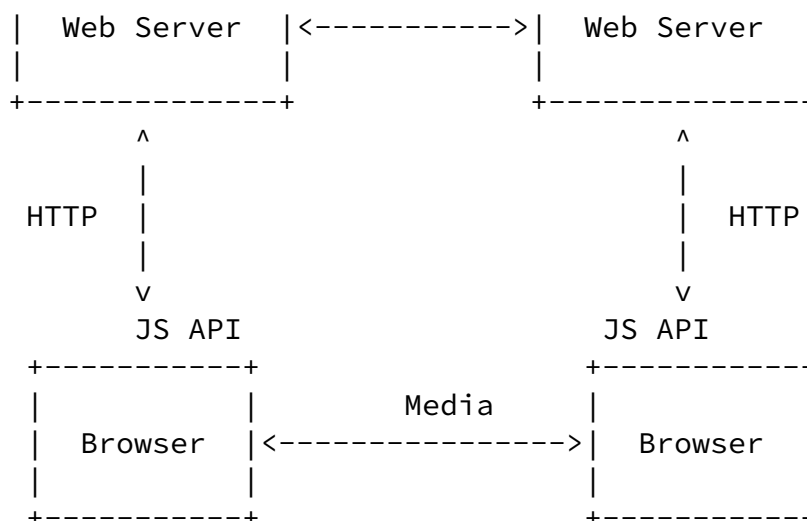 |  Web Server  |<----------->|  Web Server
|              |             |
+--------------+             +---------------
^                             ^
|                             |
HTTP  |                             |  HTTP
|                             |
v                             v
JS API                    JS API
+-----------+                  +------------
|           |        Media     |
|  Browser  |<---------------->|  Browser
|           |                  |
+-----------+                  +------------